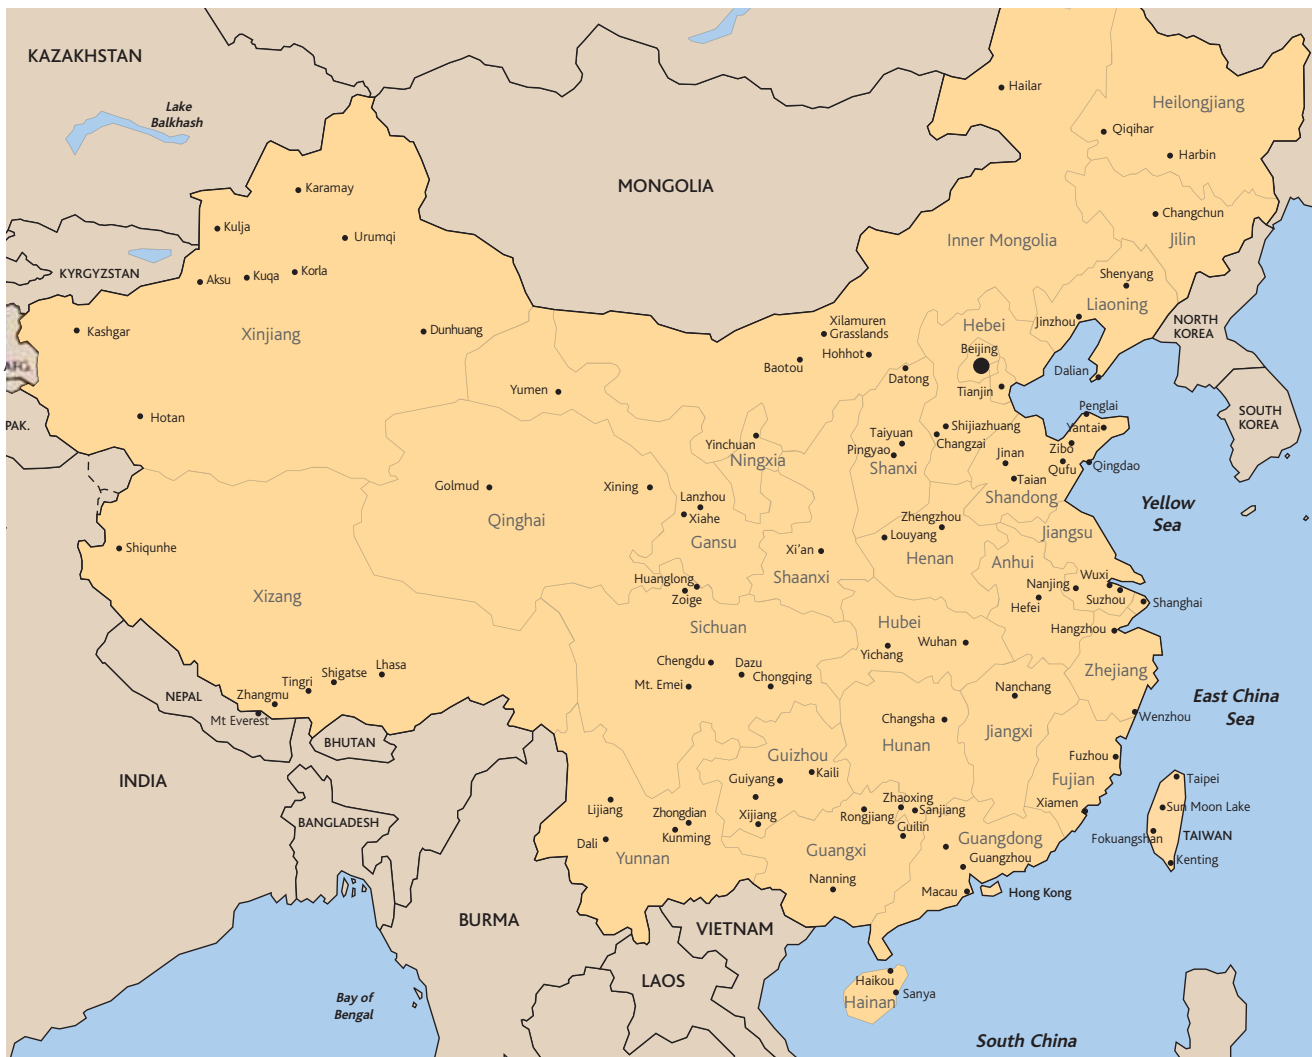 KAZAKHSTAN
Lake
Balkhash
Hailar
Heilongjiang
Qiqihar
Harbin
Karamay
MONGOLIA
Kulja
Urumqi
Changchun
Jilin
Inner Mongolia
KYRGYZSTAN
Aksu
Kuqa
Korla
Shenyang
Liaoning
Kashgar
Xinjiang
Dunhuang
Xilamuren
Grasslands
Hohhot
Baotou
Hebei
Beijing
Jinzhou
NORTH
KOREA
AFG.
Datong
Tianjin
Dalian
Yumen
Hotan
PAK.
Penglai
Yantai
SOUTH
KOREA
Yinchuan
Ningxia
Taiyuan
Pingyao
Shanxi
Shijiazhuang
Changzai
Jinan
Taian
Zibo
Qufu
Qingdao
Shandong
Golmud
Xining
Qinghai
Lanzhou
Xiahe
Gansu
Yellow
Sea
Zhengzhou
Louyang
Henan
Jiangsu
Shiqunhe
Xi'an
Shaanxi
Anhui
Huanglong
Zoige
Nanjing
Wuxi
Suzhou
Hefei
Shanghai
Xizang
Sichuan
Hubei
Wuhan
Yichang
Hangzhou
Chengdu
Dazu
Mt. Emei
Chongqing
Zhejiang
Lhasa
Shigatse
Tingri
Zhangmu
Mt Everest
NEPAL
Nanchang
East China
Sea
Wenzhou
BHUTAN
Changsha
Hunan
Jiangxi
Guizhou
Guiyang
Kaili
Fuzhou
Fujian
INDIA
Taipei
Lijiang
Zhongdian
Xijiang
Zhaoxing
Rongjiang
Sanjiang
Guilin
Xiamen
Sun Moon Lake
BANGLADESH
Dali
Kunming
Yunnan
Guangxi
Guangdong
Fokuangshan
TAIWAN
Guangzhou
Kenting
Nanning
Macau
Hong Kong
BURMA
VIETNAM
LAOS
Haikou
Hainan
Sanya
Bay of
Bengal
South China